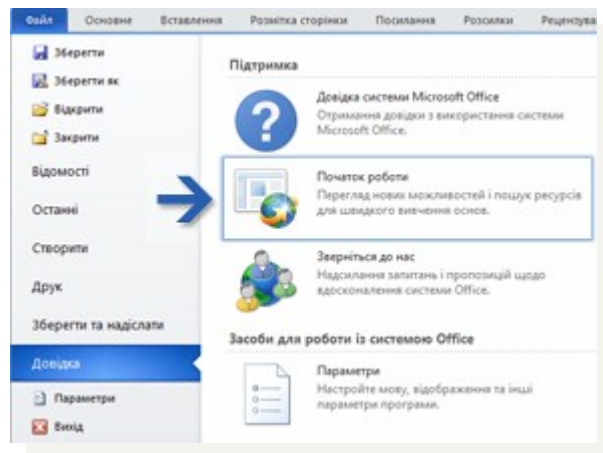 Файл Основне Вставлення Розмітка сторінки Посилання Розсилки Рецензува
Зберегти
Зберегти як
Відкрити
Закрити
Відомості
Останні
Створити
Друк
Зберегти та надіслати
Довідка
Параметри
Вихід
Підтримка
Довідка системи Microsoft Office
Отримання довідки з використання системи
Microsoft Office.
Початок роботи
Перегляд нових можливостей і пошук ресурсів
для швидкого вивчення основ.
Зверніться до нас
Надсилання запитань і пропозицій щодо
вдосконалення системи Office.
Засоби для роботи із системою Office
Параметри
Настройте мову, відображення та інші
параметри програми.